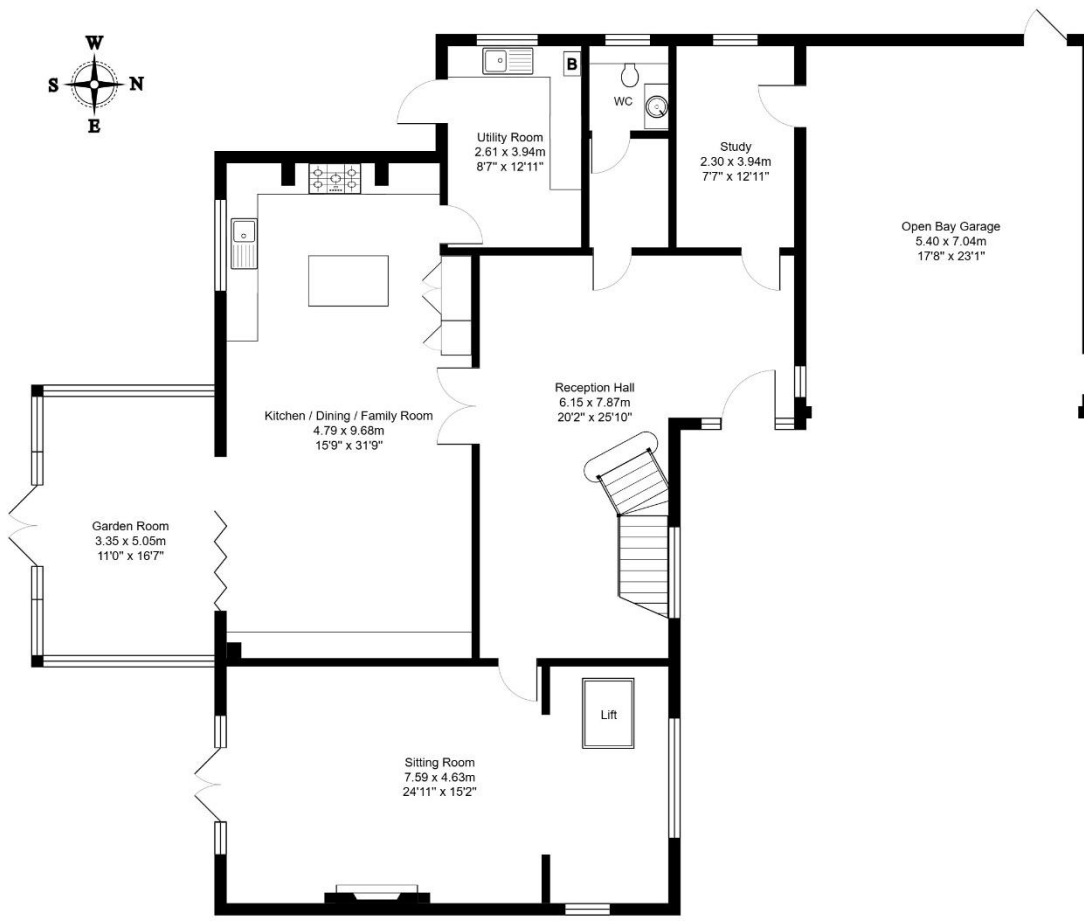 W
S N
E
B
WC
Utility Room
2.61 x 3.94m
8'7" x 12'11"
Study
2.30 x 3.94m
7'7" x 12'11"
Open Bay Garage
5.40 x 7.04m
17'8" x 23'1"
Reception Hall
6.15 x 7.87m
20'2" x 25'10"
Kitchen / Dining / Family Room
4.79 x 9.68m
15'9" x 31'9"
Garden Room
3.35 x 5.05m
11'0" x 16'7"
Lift
Sitting Room
7.59 x 4.63m
24'11" x 15'2"